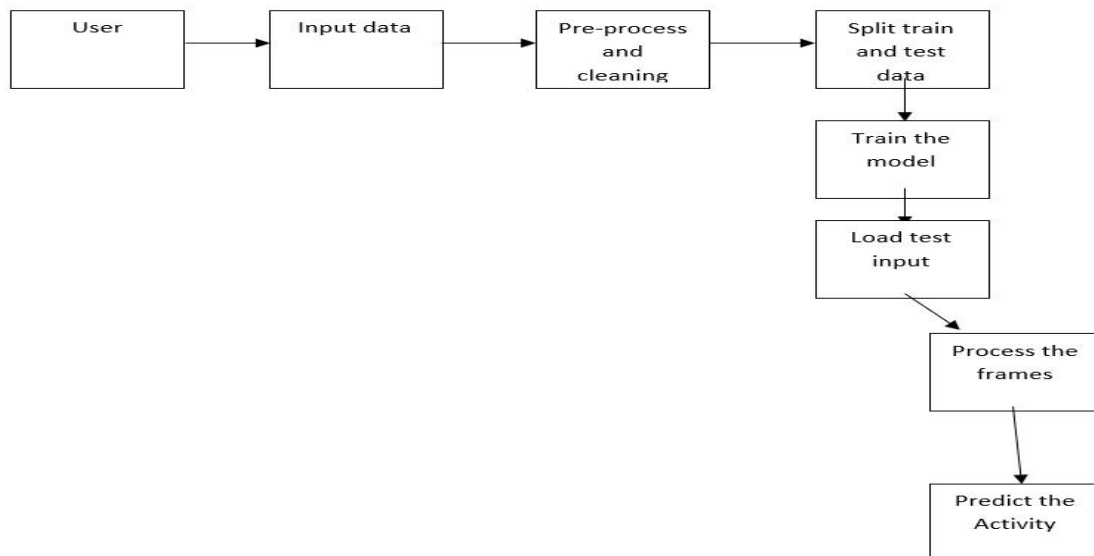 User
Input data
Pre-process
and
cleaning
Split train
and test
data
Train the
model
Load test
input
Process the
frames
Predict the
Activity